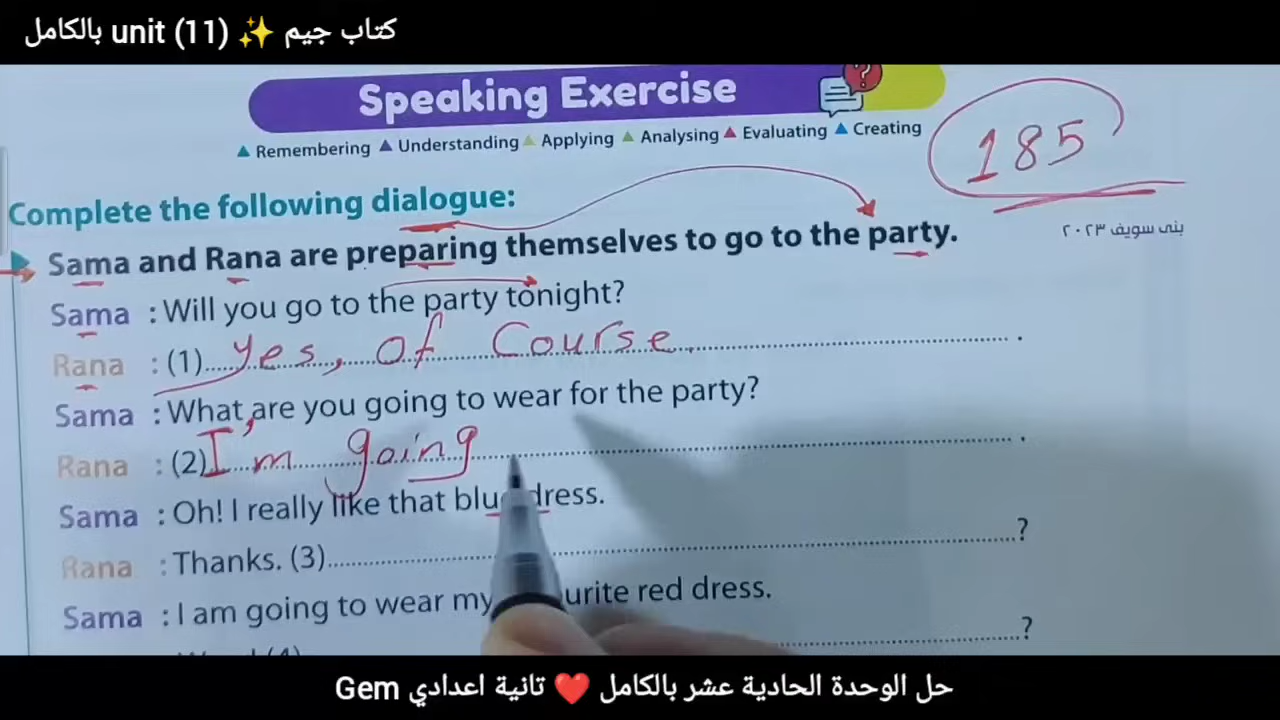 كتاب جيم ✨ unit (11) بالكامل
Speaking Exercise
▲ Remembering ▲ Understanding ▲ Applying ▲ Analysing ▲ Evaluating ▲ Creating
185
Complete the following dialogue:
Sama and Rana are preparing themselves to go to the party.
بنى سويف ٢٠٢٣
Sama : Will you go to the party tonight?
Rana : (1) yes, of Course .
Sama : What are you going to wear for the party?
Rana : (2) I'm going .
Sama : Oh! I really like that blue dress.
Rana : Thanks. (3) ?
Sama : I am going to wear my red dress.
?
حل الوحدة الحادية عشر بالكامل ❤️ تانية اعدادي Gem